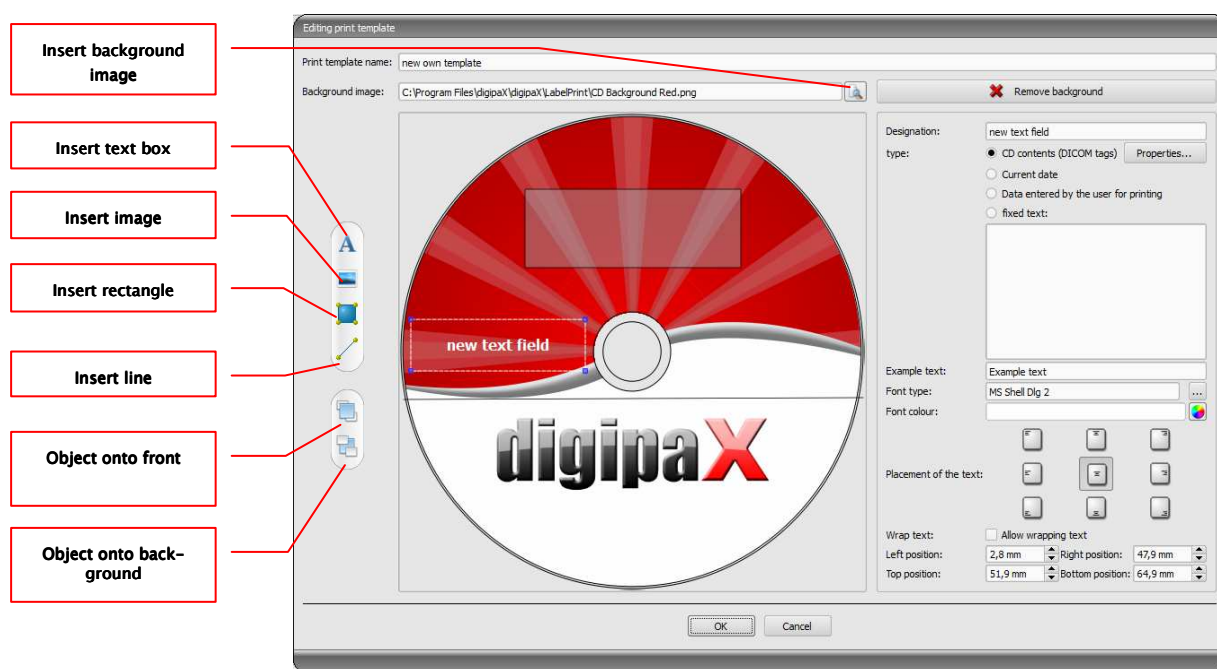 Editing print template
Insert background
image
Print template name: new own template
Background image: C:\Program Files\digipaX\digipaX\LabelPrint\CD Background Red.png
Remove background
Insert text box
Insert image
Insert rectangle
Insert line
Object onto front
Object onto back-
ground
A
new text field
digipaX
Designation: new text field
type: CD contents (DICOM tags) Properties...
Current date
Data entered by the user for printing
fixed text:
Example text: Example text
Font type: MS Shell Dlg 2 ...
Font colour:
Placement of the text:
Wrap text: Allow wrapping text
Left position: 2,8 mm Right position: 47,9 mm
Top position: 51,9 mm Bottom position: 64,9 mm
OK Cancel